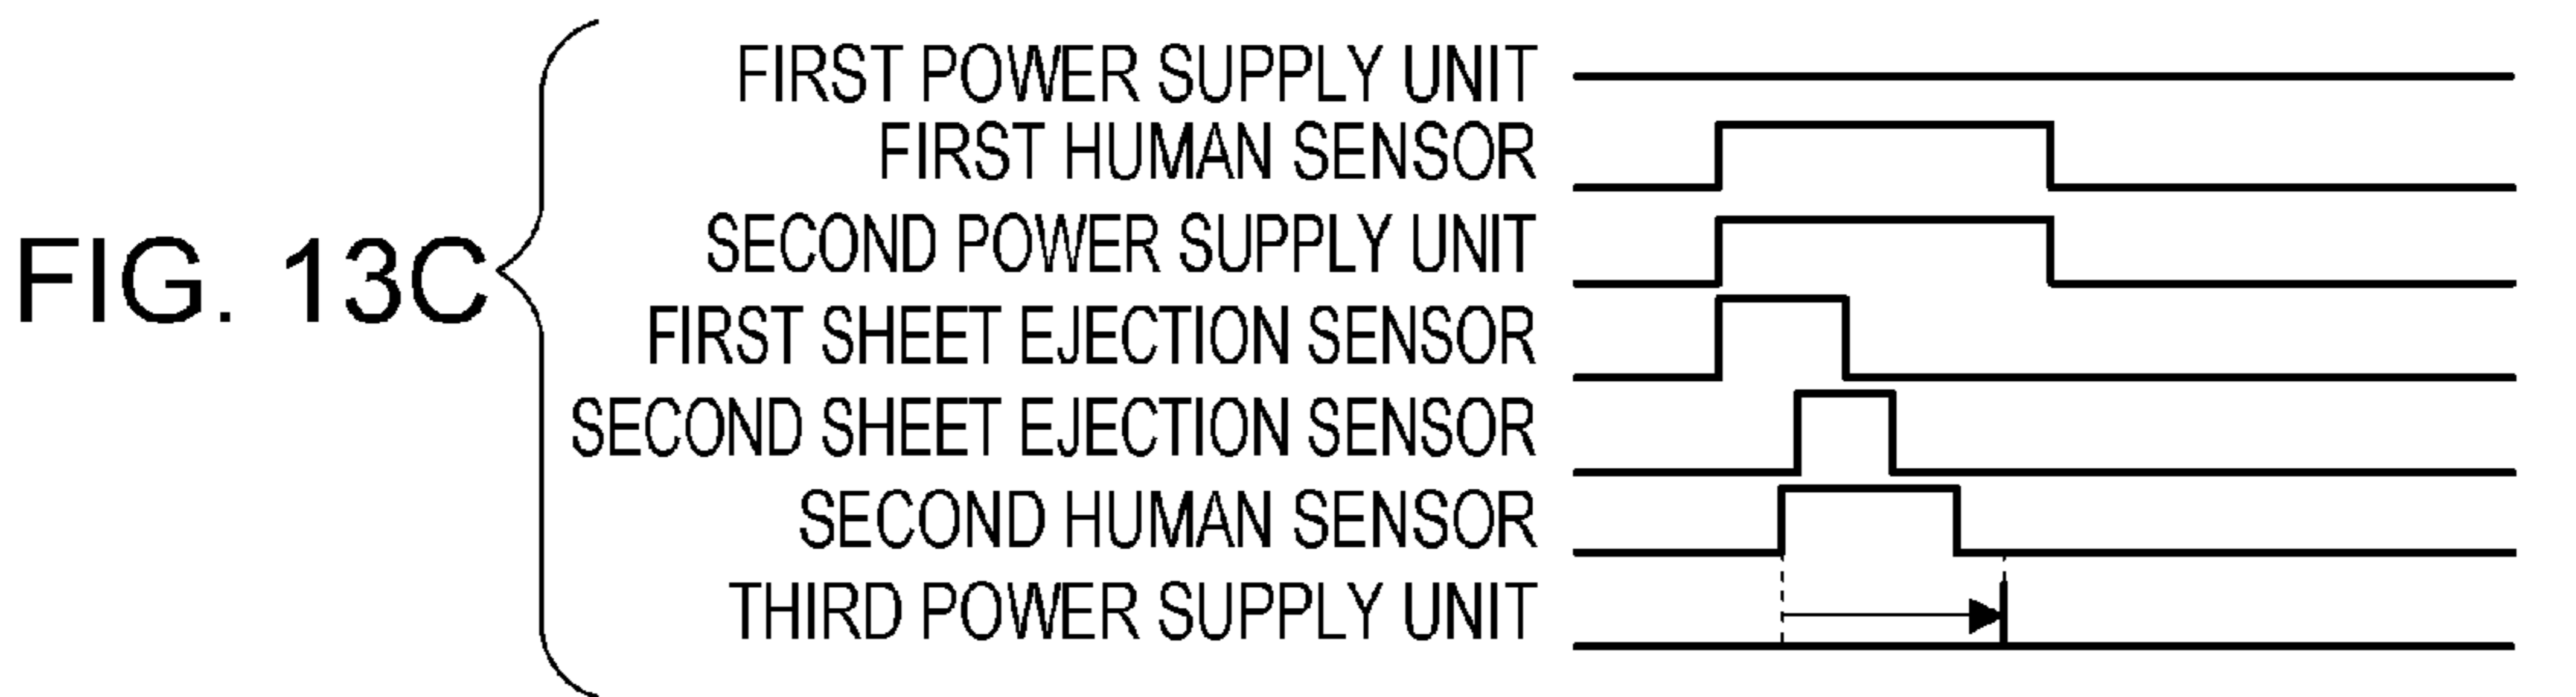 FIG. 13C
FIRST POWER SUPPLY UNIT
FIRST HUMAN SENSOR
SECOND POWER SUPPLY UNIT
FIRST SHEET EJECTION SENSOR
SECOND SHEET EJECTION SENSOR
SECOND HUMAN SENSOR
THIRD POWER SUPPLY UNIT